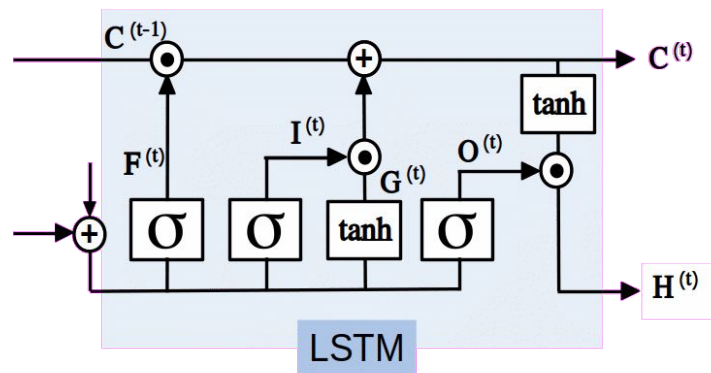 C(t-1)
+
C(t)
tanh
I(t)
O(t)
F(t)
G(t)
+
σ
σ
tanh
σ
H(t)
LSTM